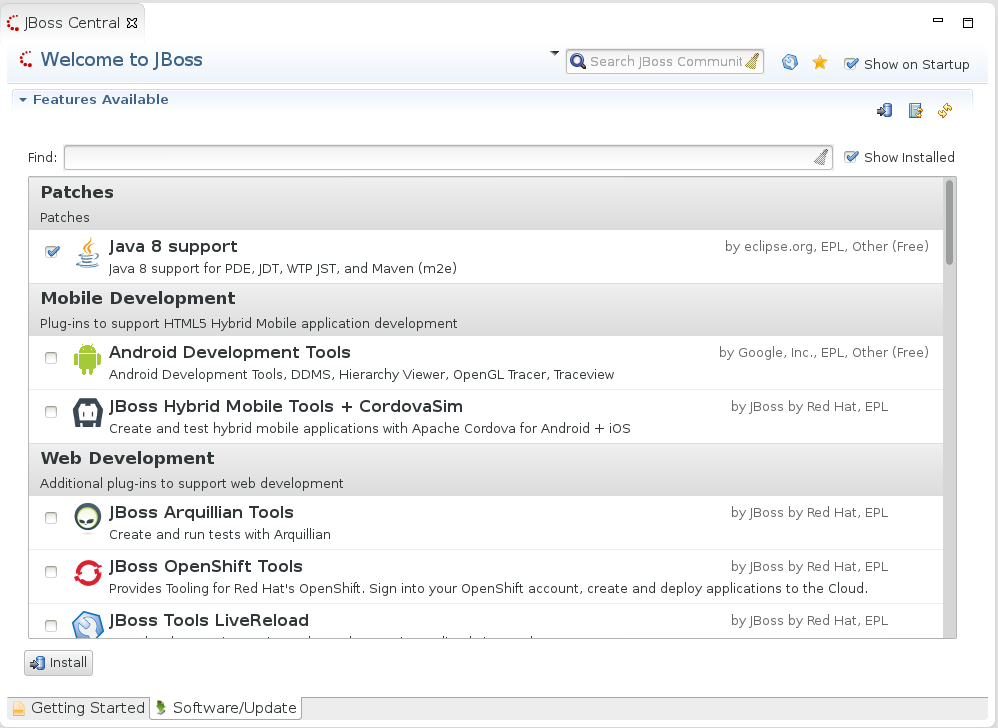 JBoss Central
Welcome to JBoss
Search JBoss Communit
Show on Startup
Features Available
Find:
Show Installed
Patches
Patches
Java 8 support
by eclipse.org, EPL, Other (Free)
Java 8 support for PDE, JDT, WTP JST, and Maven (m2e)
Mobile Development
Plug-ins to support HTML5 Hybrid Mobile application development
Android Development Tools
by Google, Inc., EPL, Other (Free)
Android Development Tools, DDMS, Hierarchy Viewer, OpenGL Tracer, Traceview
JBoss Hybrid Mobile Tools + CordovaSim
by JBoss by Red Hat, EPL
Create and test hybrid mobile applications with Apache Cordova for Android + iOS
Web Development
Additional plug-ins to support web development
JBoss Arquillian Tools
by JBoss by Red Hat, EPL
Create and run tests with Arquillian
JBoss OpenShift Tools
by JBoss by Red Hat, EPL
Provides Tooling for Red Hat's OpenShift. Sign into your OpenShift account, create and deploy applications to the Cloud.
JBoss Tools LiveReload
by JBoss by Red Hat, EPL
Install
Getting Started
Software/Update